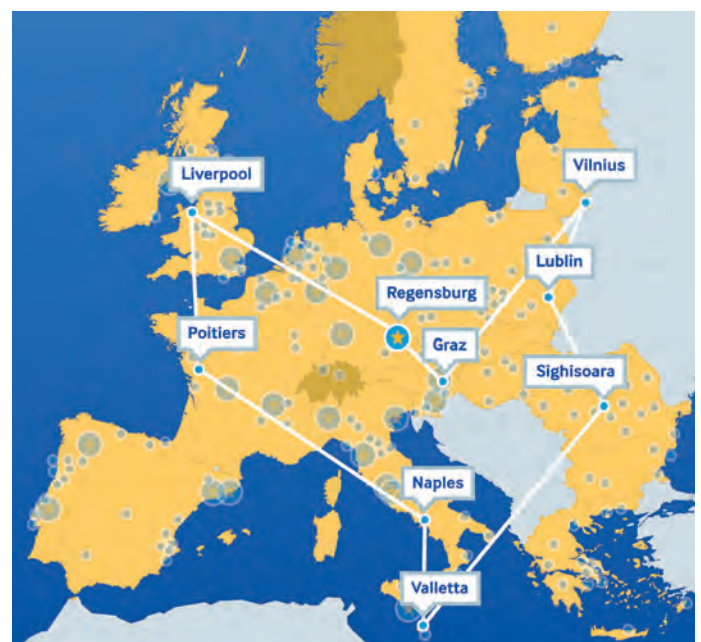 Vilnius
Liverpool
Lublin
Regensburg
Poitiers
Graz
Sighisoara
Naples
Valletta